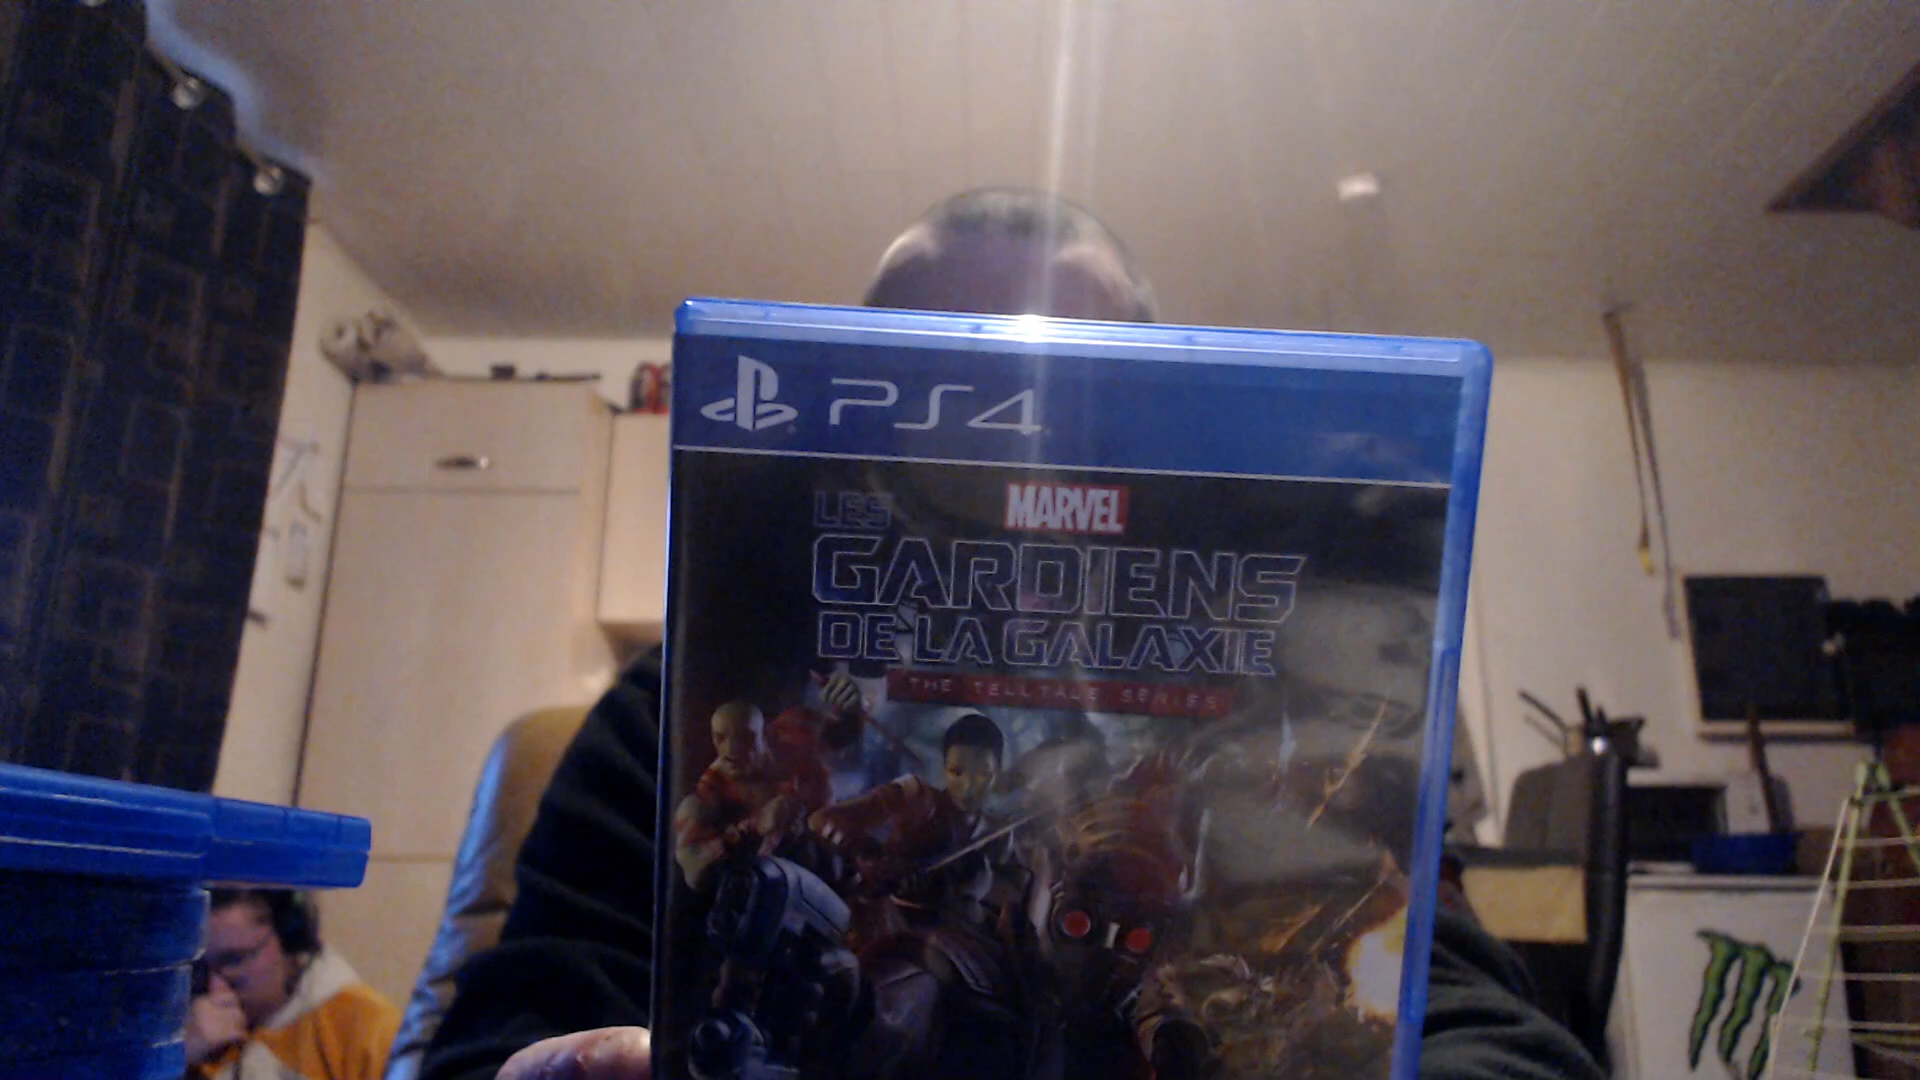 PS4
MARVEL
LES
GARDIENS
DE LA GALAXIE
THE TELLTALE SERIES